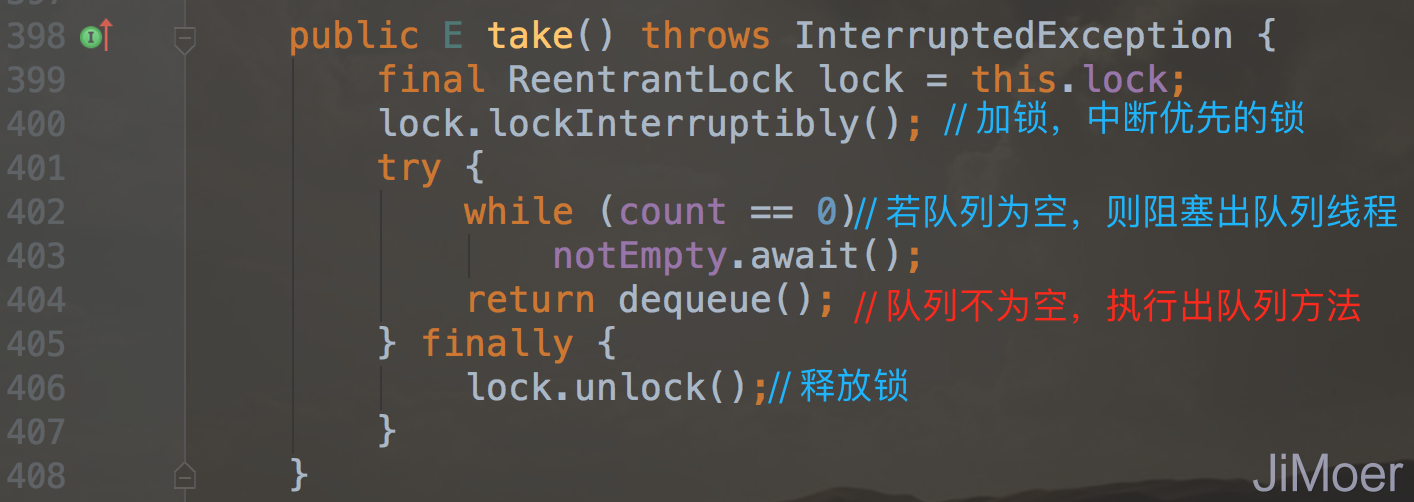 398 public E take() throws InterruptedException {
399 final ReentrantLock lock = this.lock;
400 lock.lockInterruptibly(); // 加锁，中断优先的锁
401 try {
402 while (count == 0)// 若队列为空，则阻塞出队列线程
403 notEmpty.await();
404 return dequeue(); // 队列不为空，执行出队列方法
405 } finally {
406 lock.unlock();// 释放锁
407 }
408 }
JiMoer